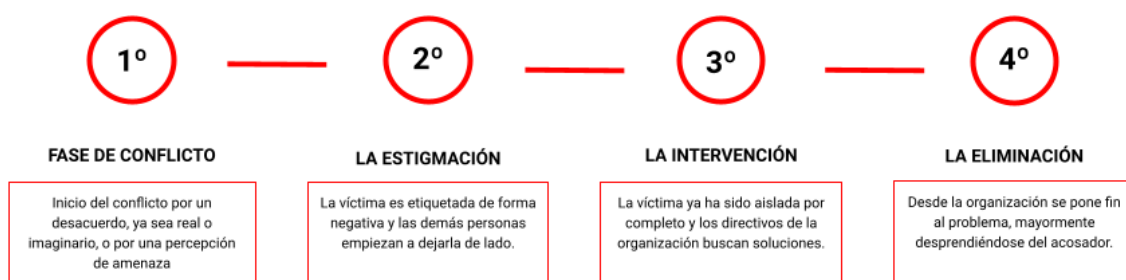 1º
2º
3º
4º
FASE DE CONFLICTO
LA ESTIGMACIÓN
LA INTERVENCIÓN
LA ELIMINACIÓN
Inicio del conflicto por un
desacuerdo, ya sea real o
imaginario, o por una percepción
de amenaza
La víctima es etiquetada de forma
negativa y las demás personas
empiezan a dejarla de lado.
La víctima ya ha sido aislada por
completo y los directivos de la
organización buscan soluciones.
Desde la organización se pone fin
al problema, mayormente
desprendiéndose del acosador.